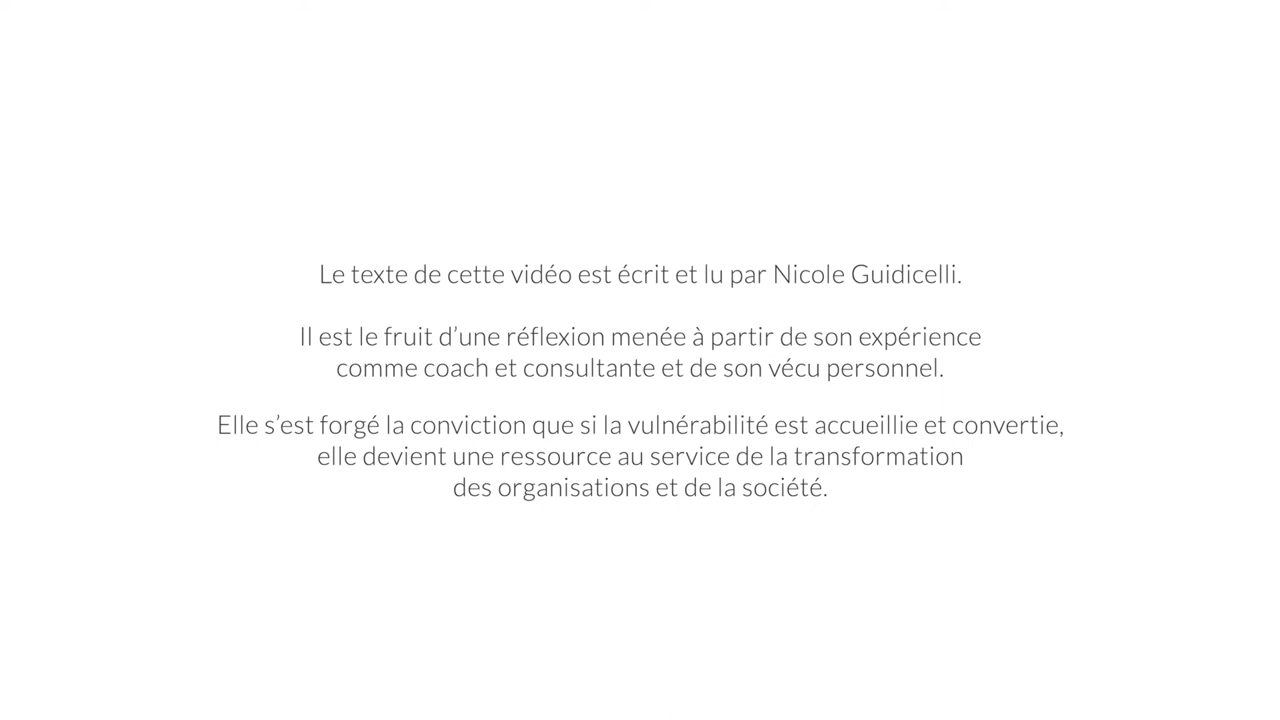 Le texte de cette vidéo est écrit et lu par Nicole Guidicelli.
Il est le fruit d’une réflexion menée à partir de son expérience
comme coach et consultante et de son vécu personnel.
Elle s’est forgé la conviction que si la vulnérabilité est accueillie et convertie,
elle devient une ressource au service de la transformation
des organisations et de la société.